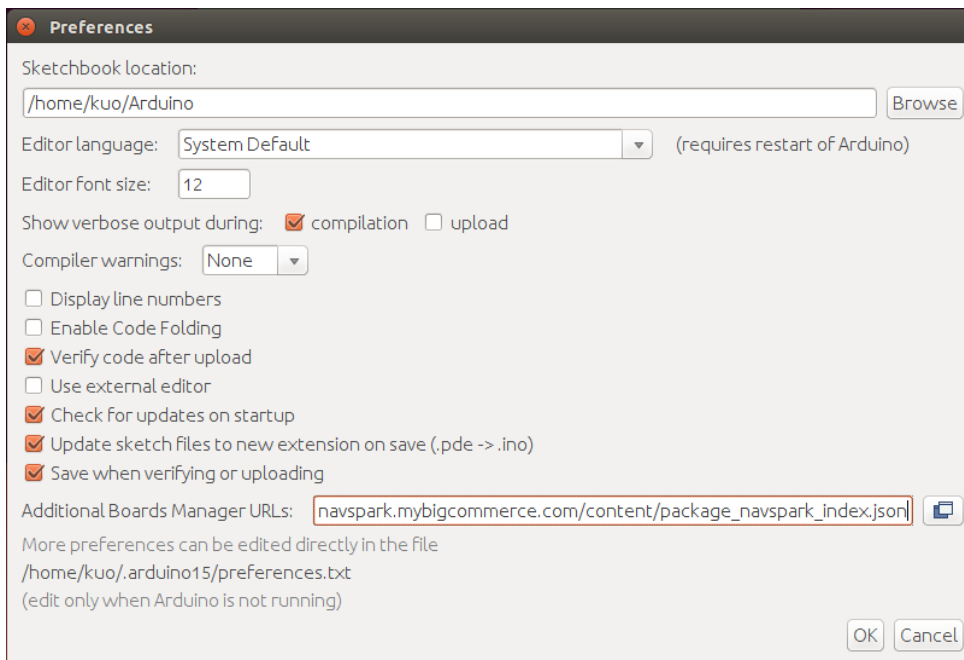 Preferences
Sketchbook location:
/home/kuo/Arduino Browse
Editor language: System Default (requires restart of Arduino)
Editor font size: 12
Show verbose output during: compilation upload
Compiler warnings: None
Display line numbers
Enable Code Folding
Verify code after upload
Use external editor
Check for updates on startup
Update sketch files to new extension on save (.pde -> .ino)
Save when verifying or uploading
Additional Boards Manager URLs: navspark.mybigcommerce.com/content/package_navspark_index.json
More preferences can be edited directly in the file
/home/kuo/.arduino15/preferences.txt
(edit only when Arduino is not running)
OK Cancel